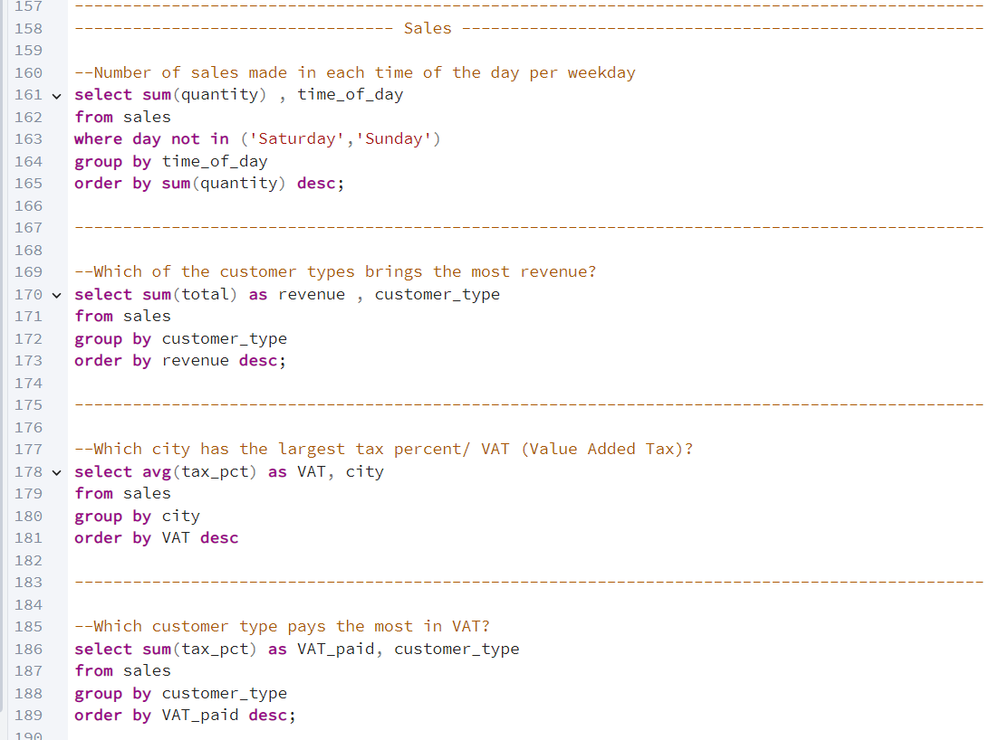 157 ----------------------------------------------------------------------------------------------
158 --------------------------------- Sales ------------------------------------------------------
159
160 --Number of sales made in each time of the day per weekday
161 select sum(quantity) , time_of_day
162 from sales
163 where day not in ('Saturday','Sunday')
164 group by time_of_day
165 order by sum(quantity) desc;
166
167 ----------------------------------------------------------------------------------------------
168
169 --Which of the customer types brings the most revenue?
170 select sum(total) as revenue , customer_type
171 from sales
172 group by customer_type
173 order by revenue desc;
174
175 ----------------------------------------------------------------------------------------------
176
177 --Which city has the largest tax percent/ VAT (Value Added Tax)?
178 select avg(tax_pct) as VAT, city
179 from sales
180 group by city
181 order by VAT desc
182
183 ----------------------------------------------------------------------------------------------
184
185 --Which customer type pays the most in VAT?
186 select sum(tax_pct) as VAT_paid, customer_type
187 from sales
188 group by customer_type
189 order by VAT_paid desc;
190